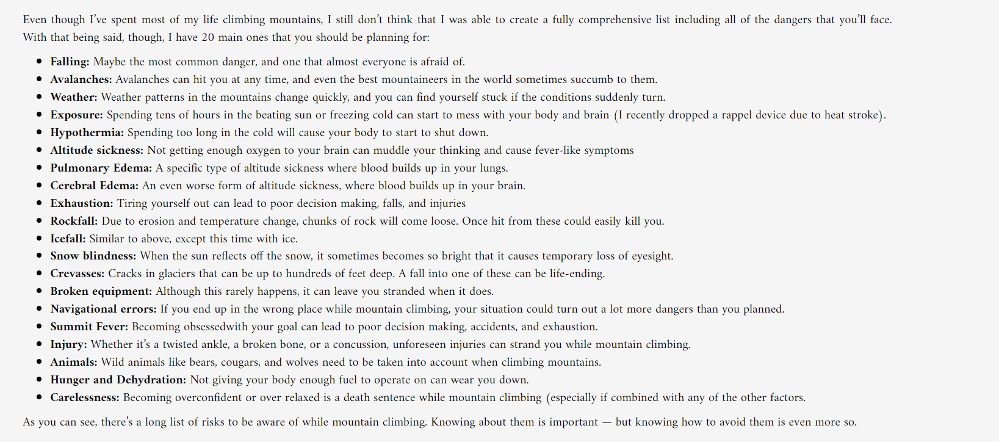 Even though I've spent most of my life climbing mountains, I still don't think that I was able to create a fully comprehensive list including all of the dangers that you'll face.
With that being said, though, I have 20 main ones that you should be planning for:
• Falling: Maybe the most common danger, and one that almost everyone is afraid of.
• Avalanches: Avalanches can hit you at any time, and even the best mountaineers in the world sometimes succumb to them.
• Weather: Weather patterns in the mountains change quickly, and you can find yourself stuck if the conditions suddenly turn.
• Exposure: Spending tens of hours in the beating sun or freezing cold can start to mess with your body and brain (I recently dropped a rappel device due to heat stroke).
• Hypothermia: Spending too long in the cold will cause your body to start to shut down.
• Altitude sickness: Not getting enough oxygen to your brain can muddle your thinking and cause fever-like symptoms
• Pulmonary Edema: A specific type of altitude sickness where blood builds up in your lungs.
• Cerebral Edema: An even worse form of altitude sickness, where blood builds up in your brain.
• Exhaustion: Tiring yourself out can lead to poor decision making, falls, and injuries
• Rockfall: Due to erosion and temperature change, chunks of rock will come loose. Once hit from these could easily kill you.
• Icefall: Similar to above, except this time with ice.
• Snow blindness: When the sun reflects off the snow, it sometimes becomes so bright that it causes temporary loss of eyesight.
• Crevasses: Cracks in glaciers that can be up to hundreds of feet deep. A fall into one of these can be life-ending.
• Broken equipment: Although this rarely happens, it can leave you stranded when it does.
• Navigational errors: If you end up in the wrong place while mountain climbing, your situation could turn out a lot more dangers than you planned.
• Summit Fever: Becoming obsessedwith your goal can lead to poor decision making, accidents, and exhaustion.
• Injury: Whether it's a twisted ankle, a broken bone, or a concussion, unforeseen injuries can strand you while mountain climbing.
• Animals: Wild animals like bears, cougars, and wolves need to be taken into account when climbing mountains.
• Hunger and Dehydration: Not giving your body enough fuel to operate on can wear you down.
• Carelessness: Becoming overconfident or over relaxed is a death sentence while mountain climbing (especially if combined with any of the other factors.
As you can see, there's a long list of risks to be aware of while mountain climbing. Knowing about them is important — but knowing how to avoid them is even more so.